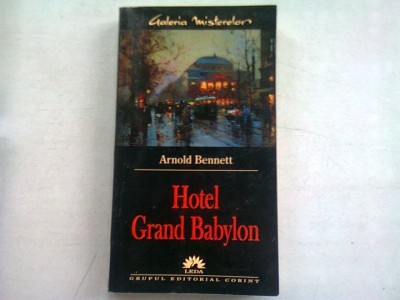 Galeria Misterelor
Arnold Bennett
Hotel
Grand Babylon
LEDA
GRUPUL EDITORIAL CORINT